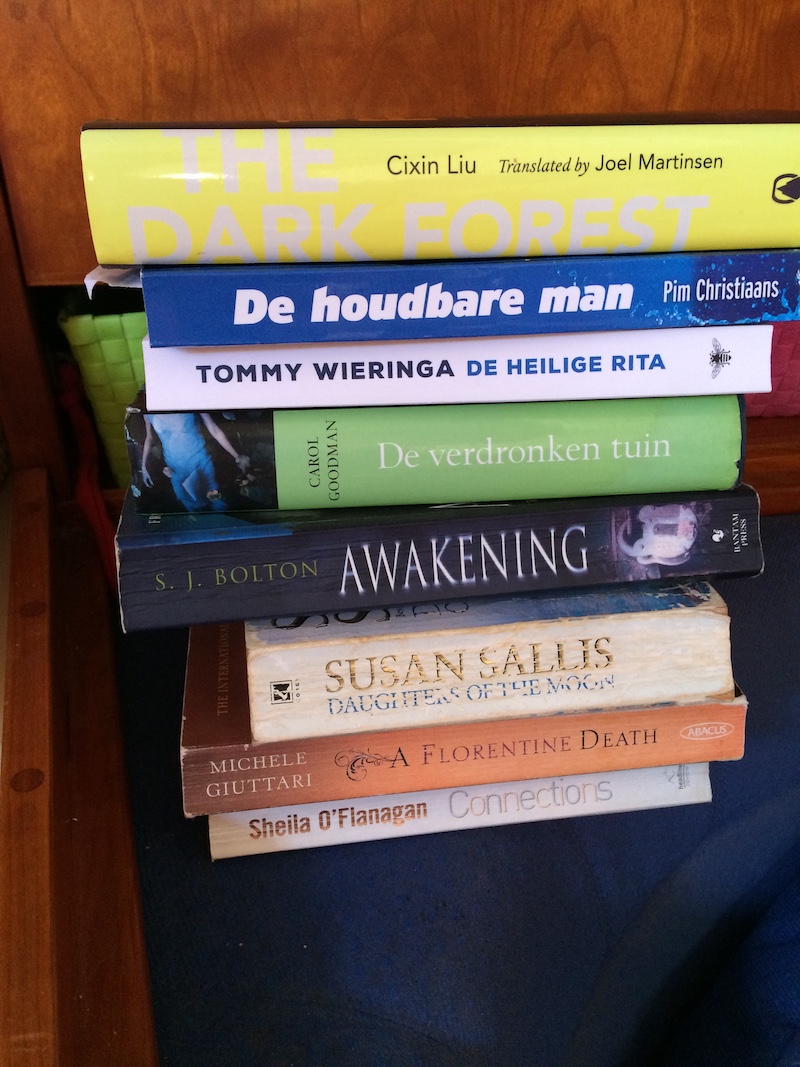 THE
DARK FOREST
Cixin Liu Translated by Joel Martinsen
De houdbare man Pim Christiaans
TOMMY WIERINGA DE HEILIGE RITA
CAROL
GOODMAN
De verdronken tuin
S. J. BOLTON AWAKENING
BANTAM
PRESS
SUSAN SALLIS
DAUGHTERS OF THE MOON
THE INTERNATIONAL
MICHELE
GIUTTARI
A FLORENTINE DEATH
ABACUS
Sheila O'Flanagan Connections